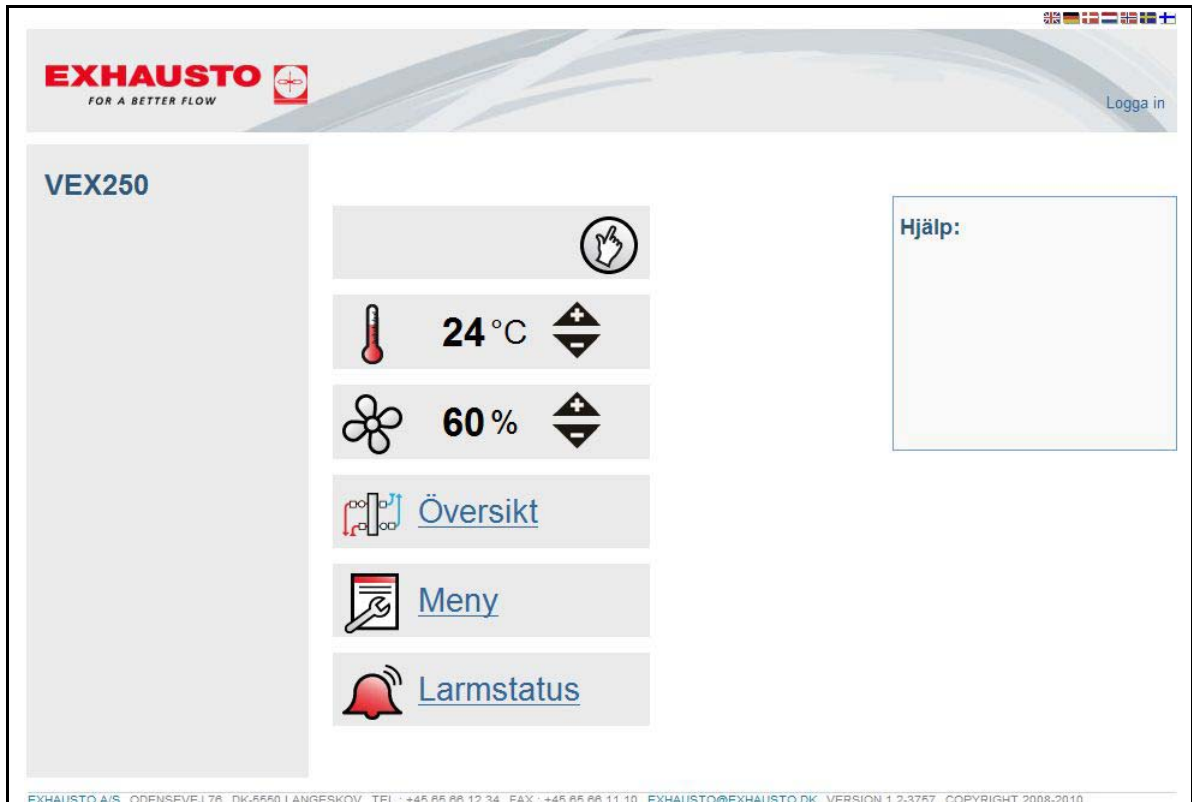 EXHAUSTO
FOR A BETTER FLOW
Logga in
VEX250
Hjälp:
24 °C
60 %
Översikt
Meny
Larmstatus
EXHAUSTO A/S ODENSEVEJ 76 DK-5550 LANGESKOV TEL.: +45 65 66 12 34 FAX.: +45 65 66 11 10 EXHAUSTO@EXHAUSTO.DK VERSION 1.2-3757 COPYRIGHT 2008-2010